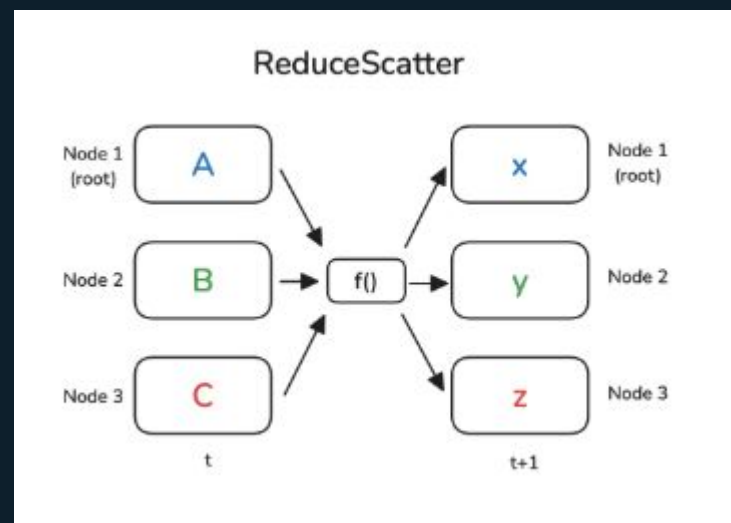 ReduceScatter
Node 1
(root)
A
x
Node 1
(root)
Node 2
B
f()
y
Node 2
Node 3
C
z
Node 3
t
t+1